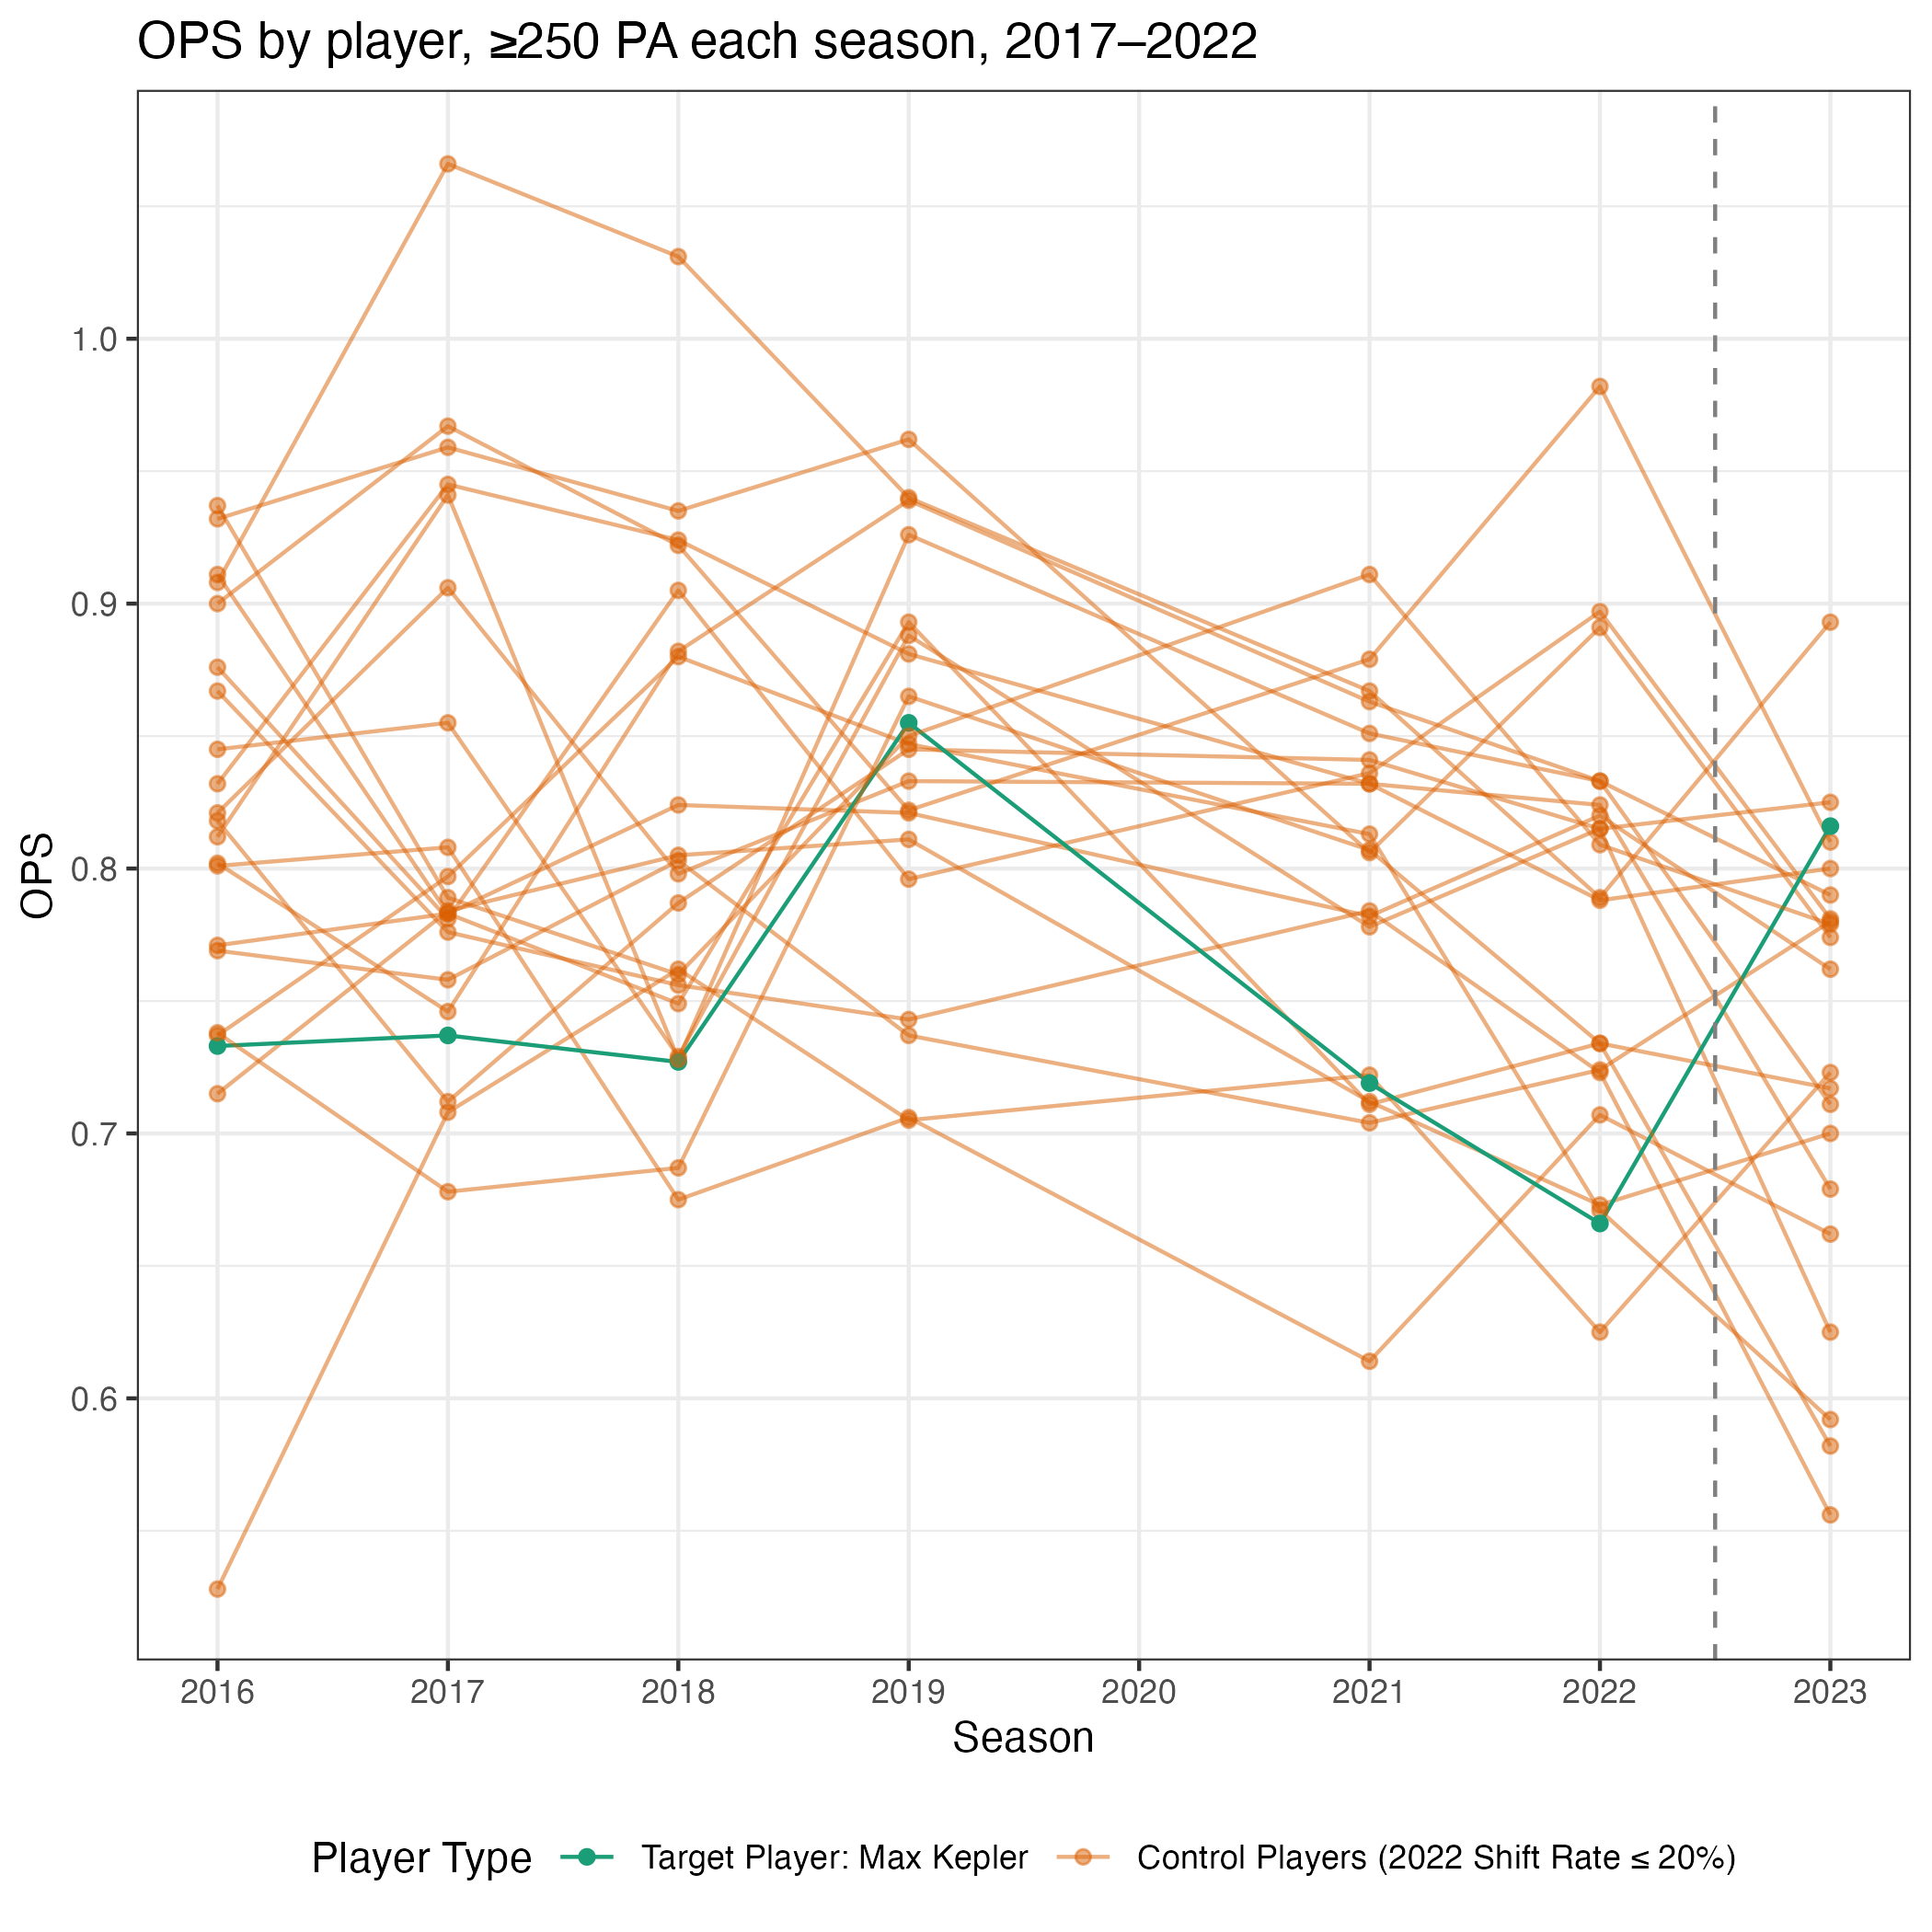 OPS by player, ≥250 PA each season, 2017–2022
OPS
1.0
0.9
0.8
0.7
0.6
2016 2017 2018 2019 2020 2021 2022 2023
Season
Player Type Target Player: Max Kepler Control Players (2022 Shift Rate ≤ 20%)